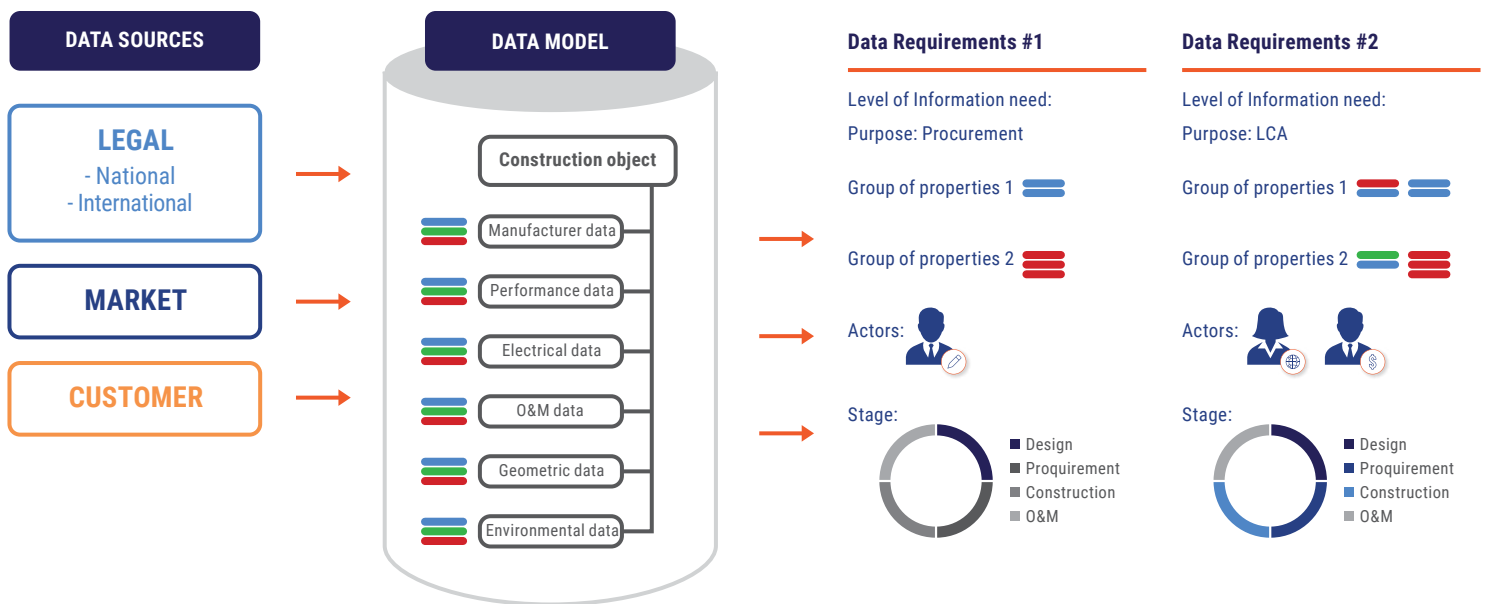 DATA SOURCES
LEGAL
- National
- International
MARKET
CUSTOMER
DATA MODEL
Construction object
Manufacturer data
Performance data
Electrical data
O&M data
Geometric data
Environmental data
Data Requirements #1
Level of Information need:
Purpose: Procurement
Group of properties 1
Group of properties 2
Actors:
Stage:
Design
Proquirement
Construction
O&M
Data Requirements #2
Level of Information need:
Purpose: LCA
Group of properties 1
Group of properties 2
Actors:
$
Stage:
Design
Proquirement
Construction
O&M